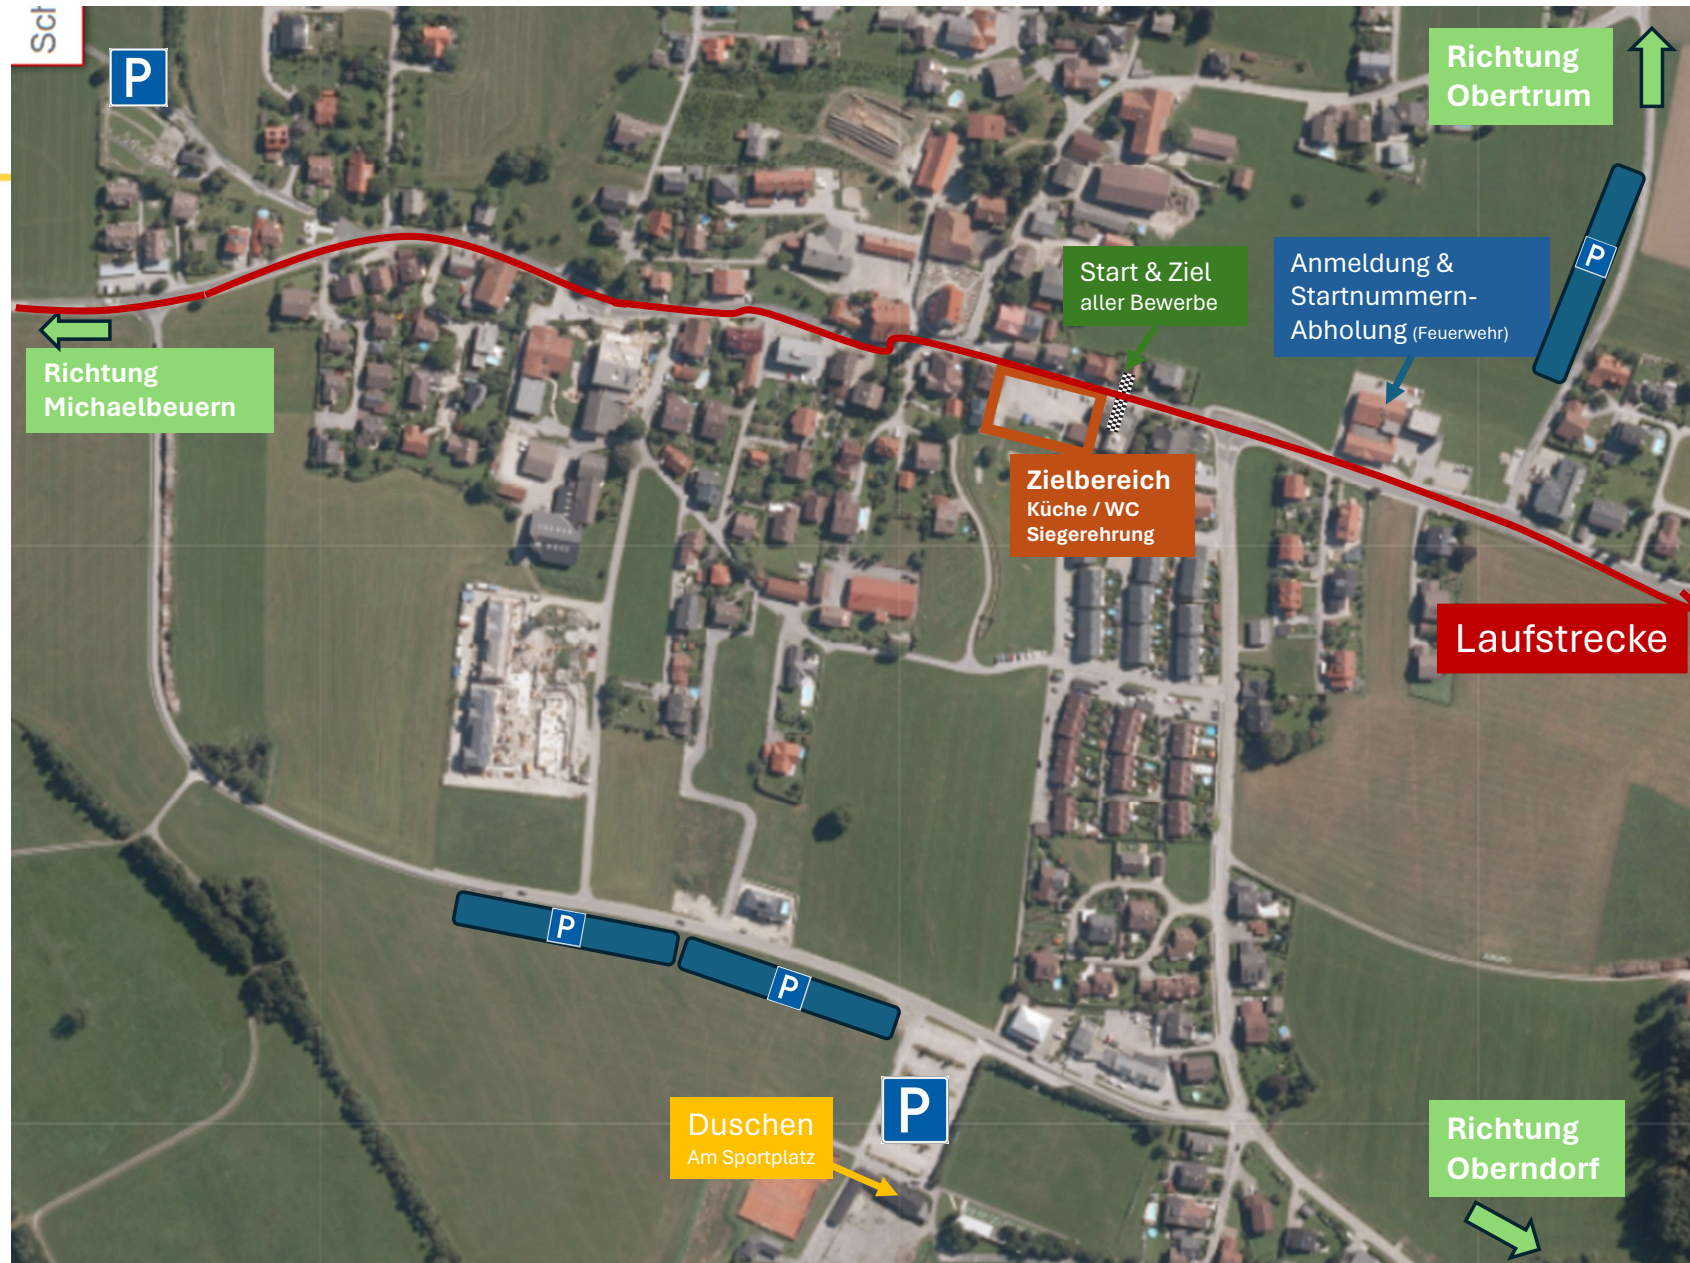 Sch
P
Richtung
Obertrum
P
Start & Ziel
aller Bewerbe
Anmeldung &
Startnummern-
Abholung (Feuerwehr)
Richtung
Michaelbeuern
Zielbereich
Küche / WC
Siegerehrung
Laufstrecke
P
P
P
Duschen
Am Sportplatz
Richtung
Oberndorf